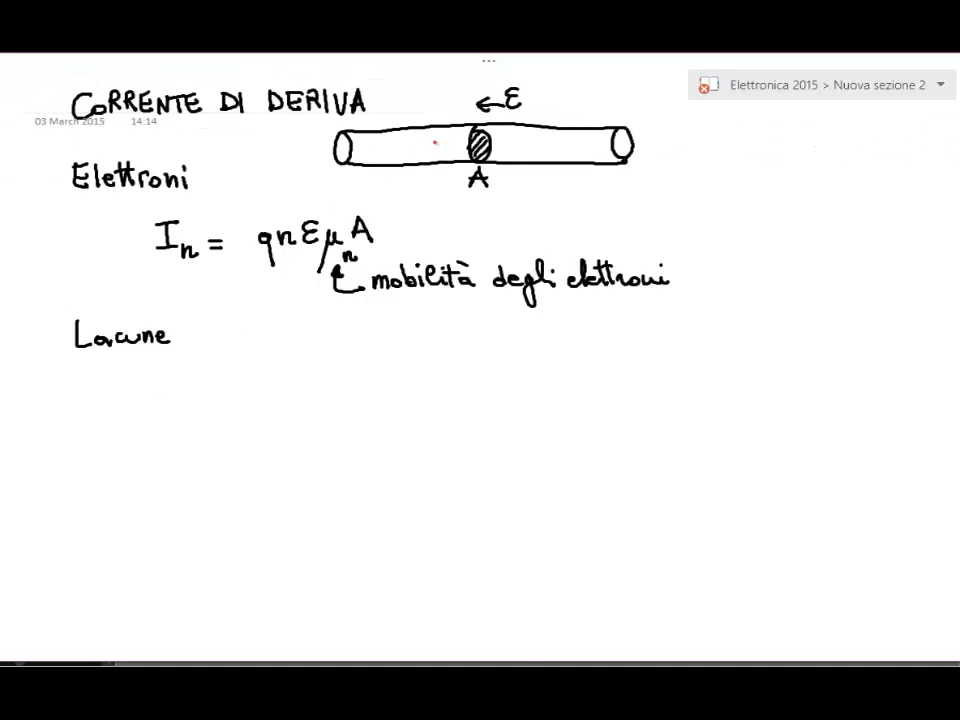 Elettronica 2015 > Nuova sezione 2
CORRENTE DI DERIVA
← ε
03 March 2015 14:14
A
Elettroni
Iₙ = qnεμₙA
mobilità degli elettroni
Lacune